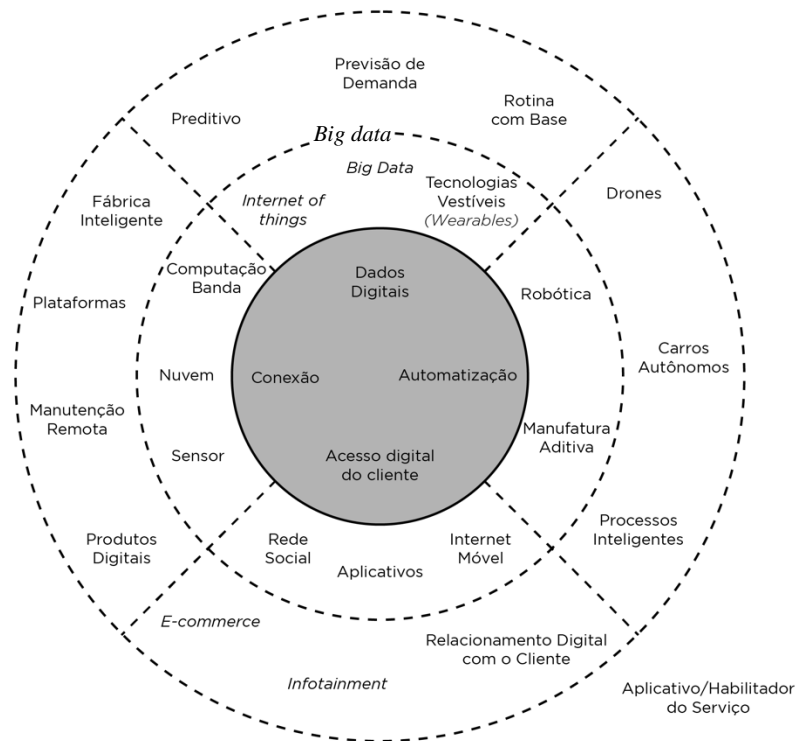 Previsão de
Demanda
Preditivo
Rotina
com Base
Big data
Big Data
Internet of
things
Tecnologias
Vestíveis
(Wearables)
Fábrica
Inteligente
Drones
Computação
Banda
Dados
Digitais
Robótica
Plataformas
Nuvem
Conexão
Automatização
Carros
Autônomos
Manutenção
Remota
Sensor
Acesso digital
do cliente
Manufatura
Aditiva
Produtos
Digitais
Rede
Social
Aplicativos
Internet
Móvel
Processos
Inteligentes
E-commerce
Infotainment
Relacionamento Digital
com o Cliente
Aplicativo/Habilitador
do Serviço